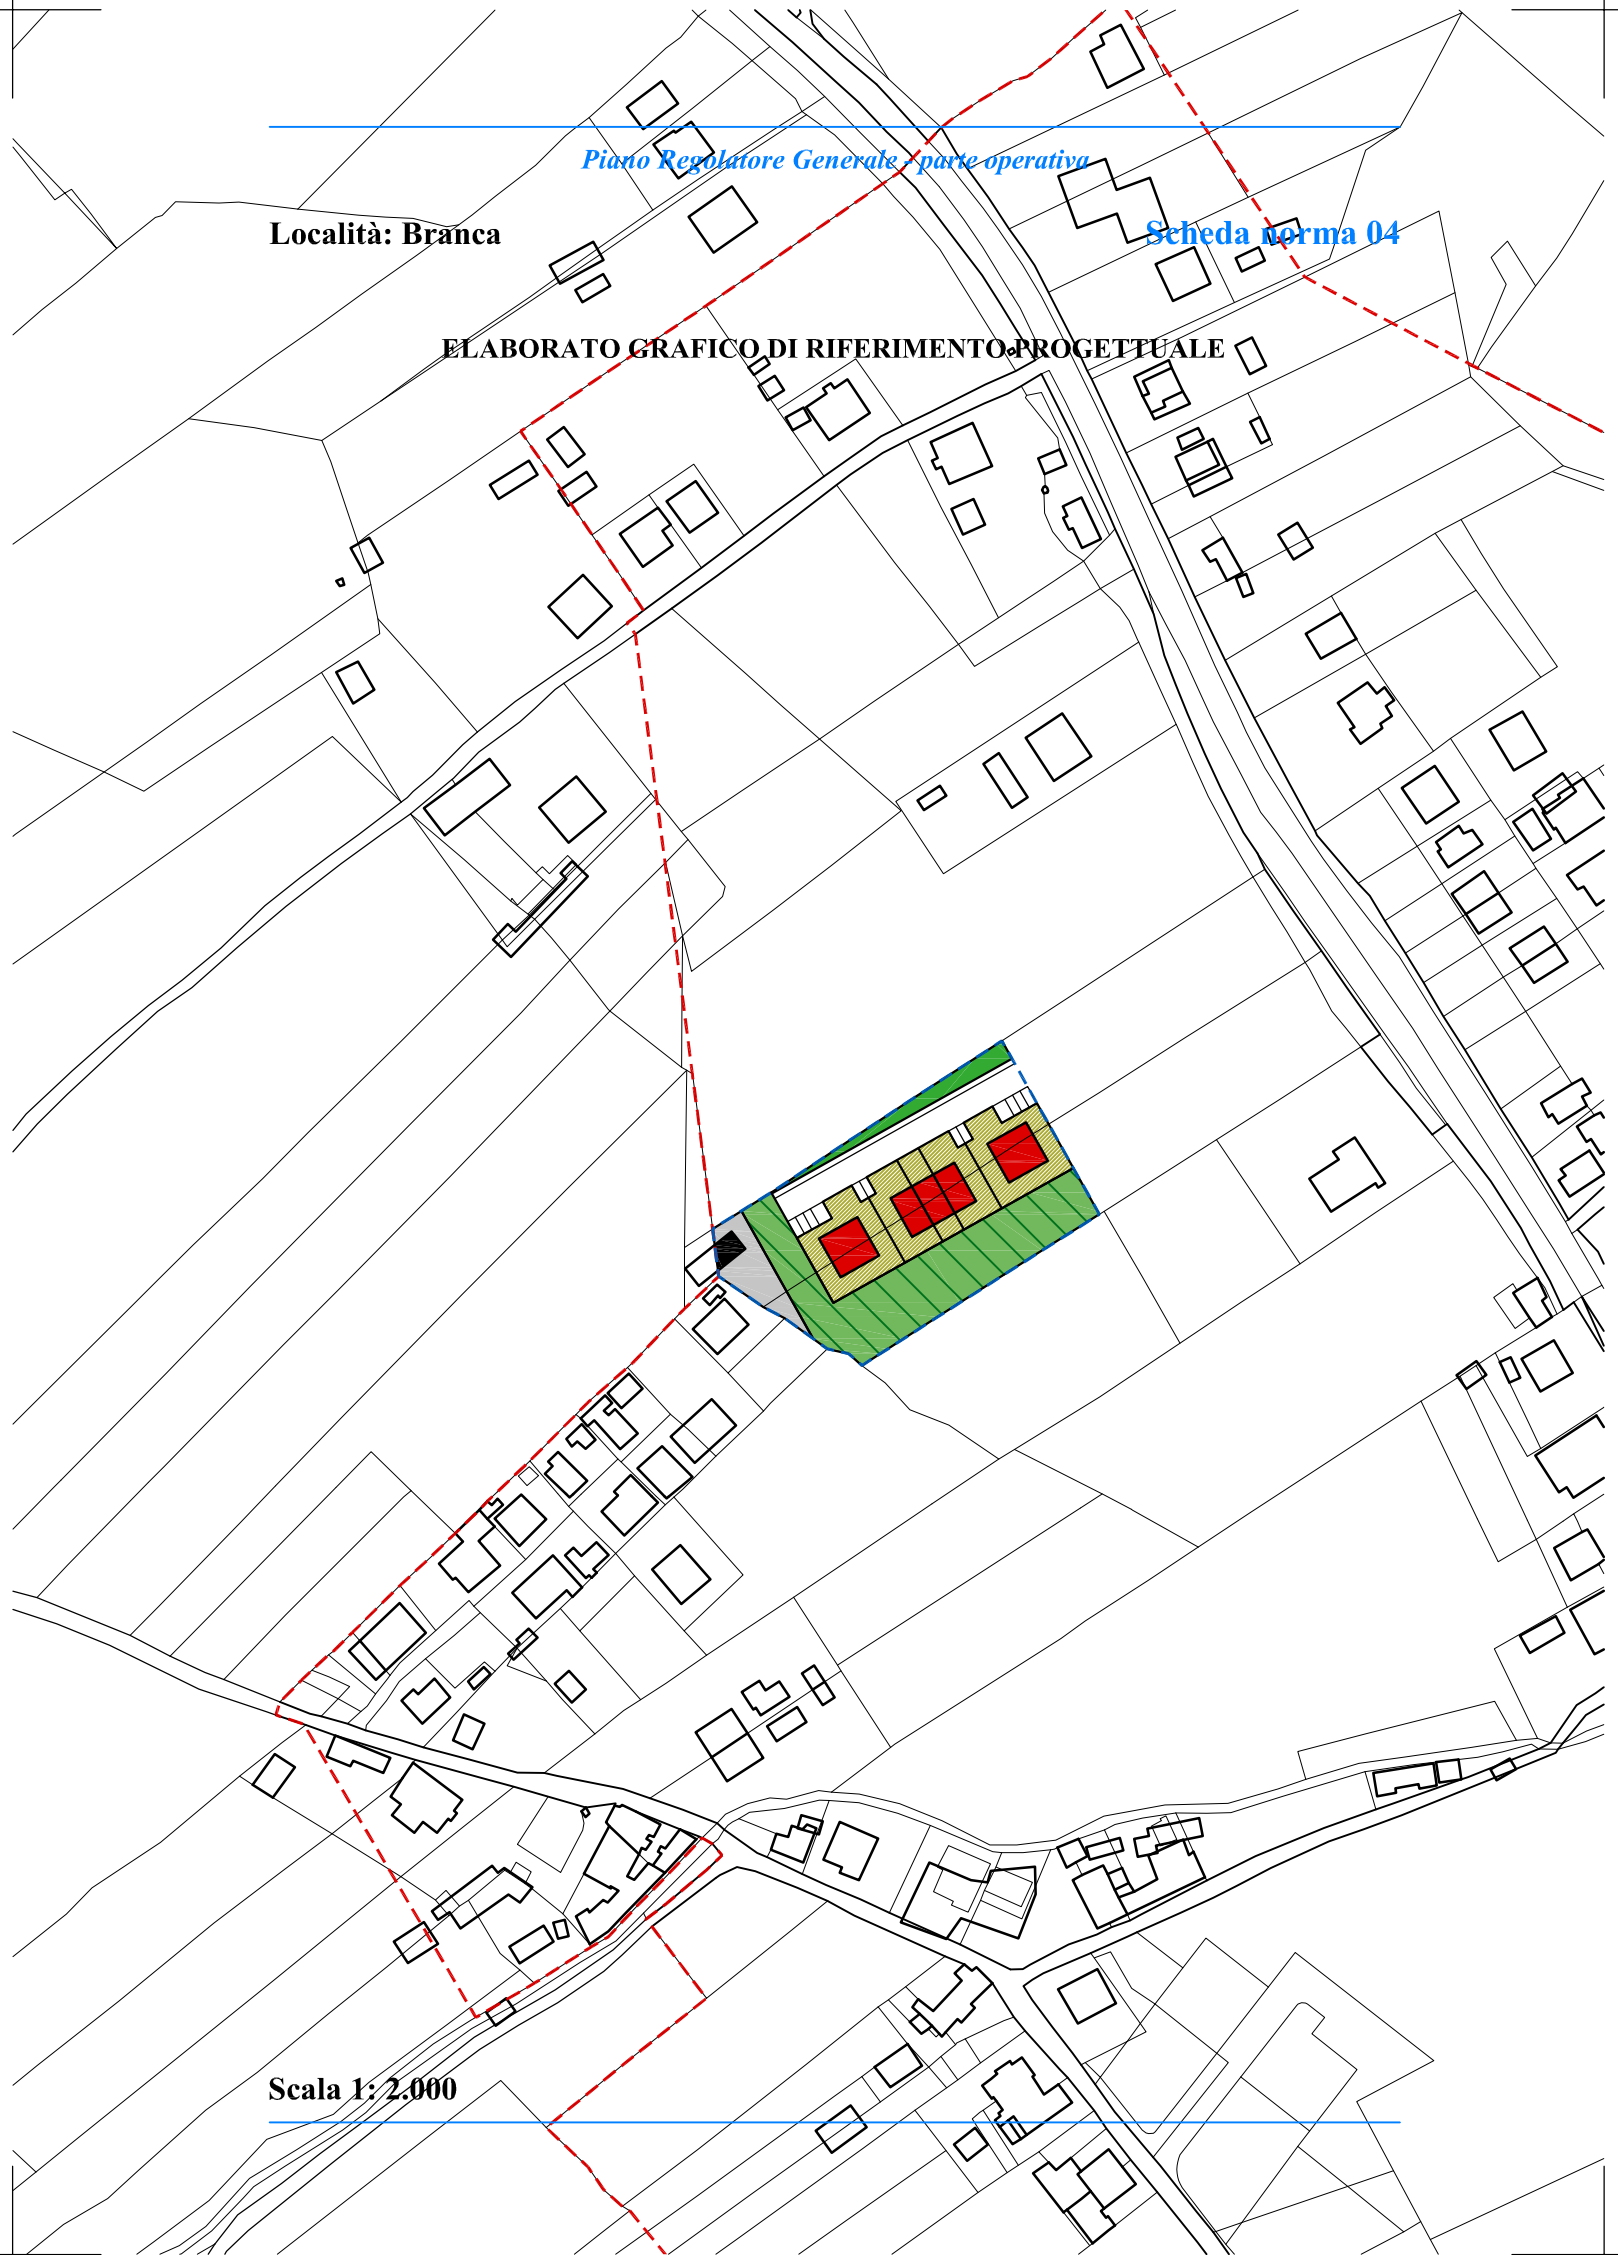 Piano Regolatore Generale - parte operativa
Località: Branca
Scheda norma 04
ELABORATO GRAFICO DI RIFERIMENTO PROGETTUALE
Scala 1: 2.000